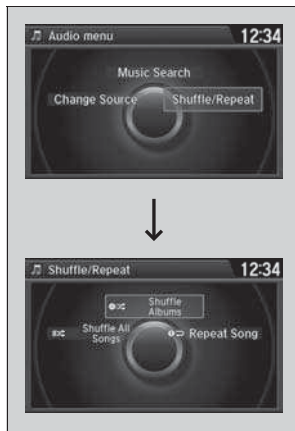 Audio menu 12:34
Music Search
Change Source Shuffle/Repeat
Shuffle/Repeat 12:34
Shuffle
Albums
Shuffle All
Songs
Repeat Song